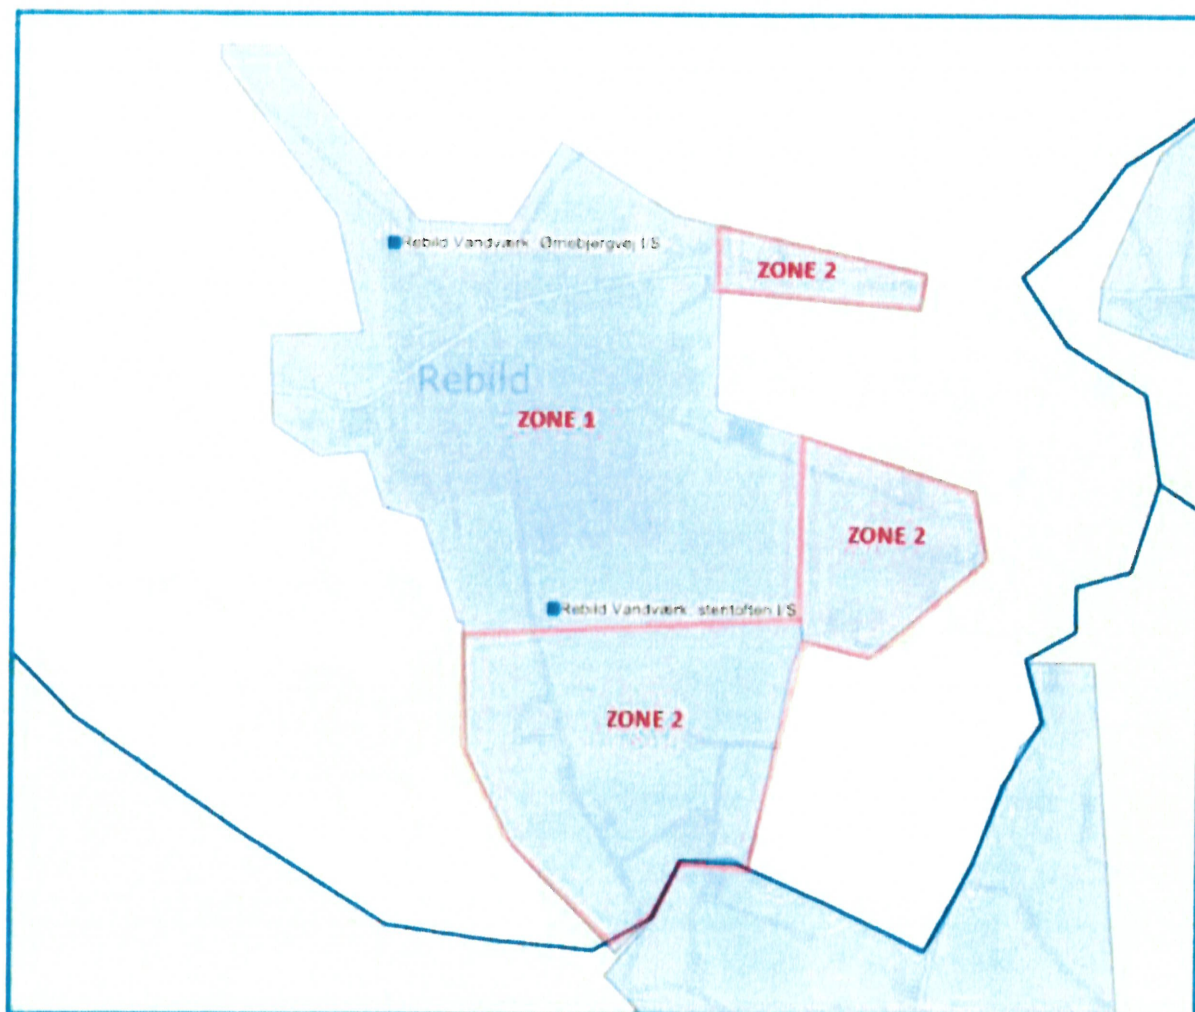 Rebild Vandværk, Ørnebjergvej I/S
ZONE 2
Rebild
ZONE 1
ZONE 2
Rebild Vandværk, stentoften I/S
ZONE 2